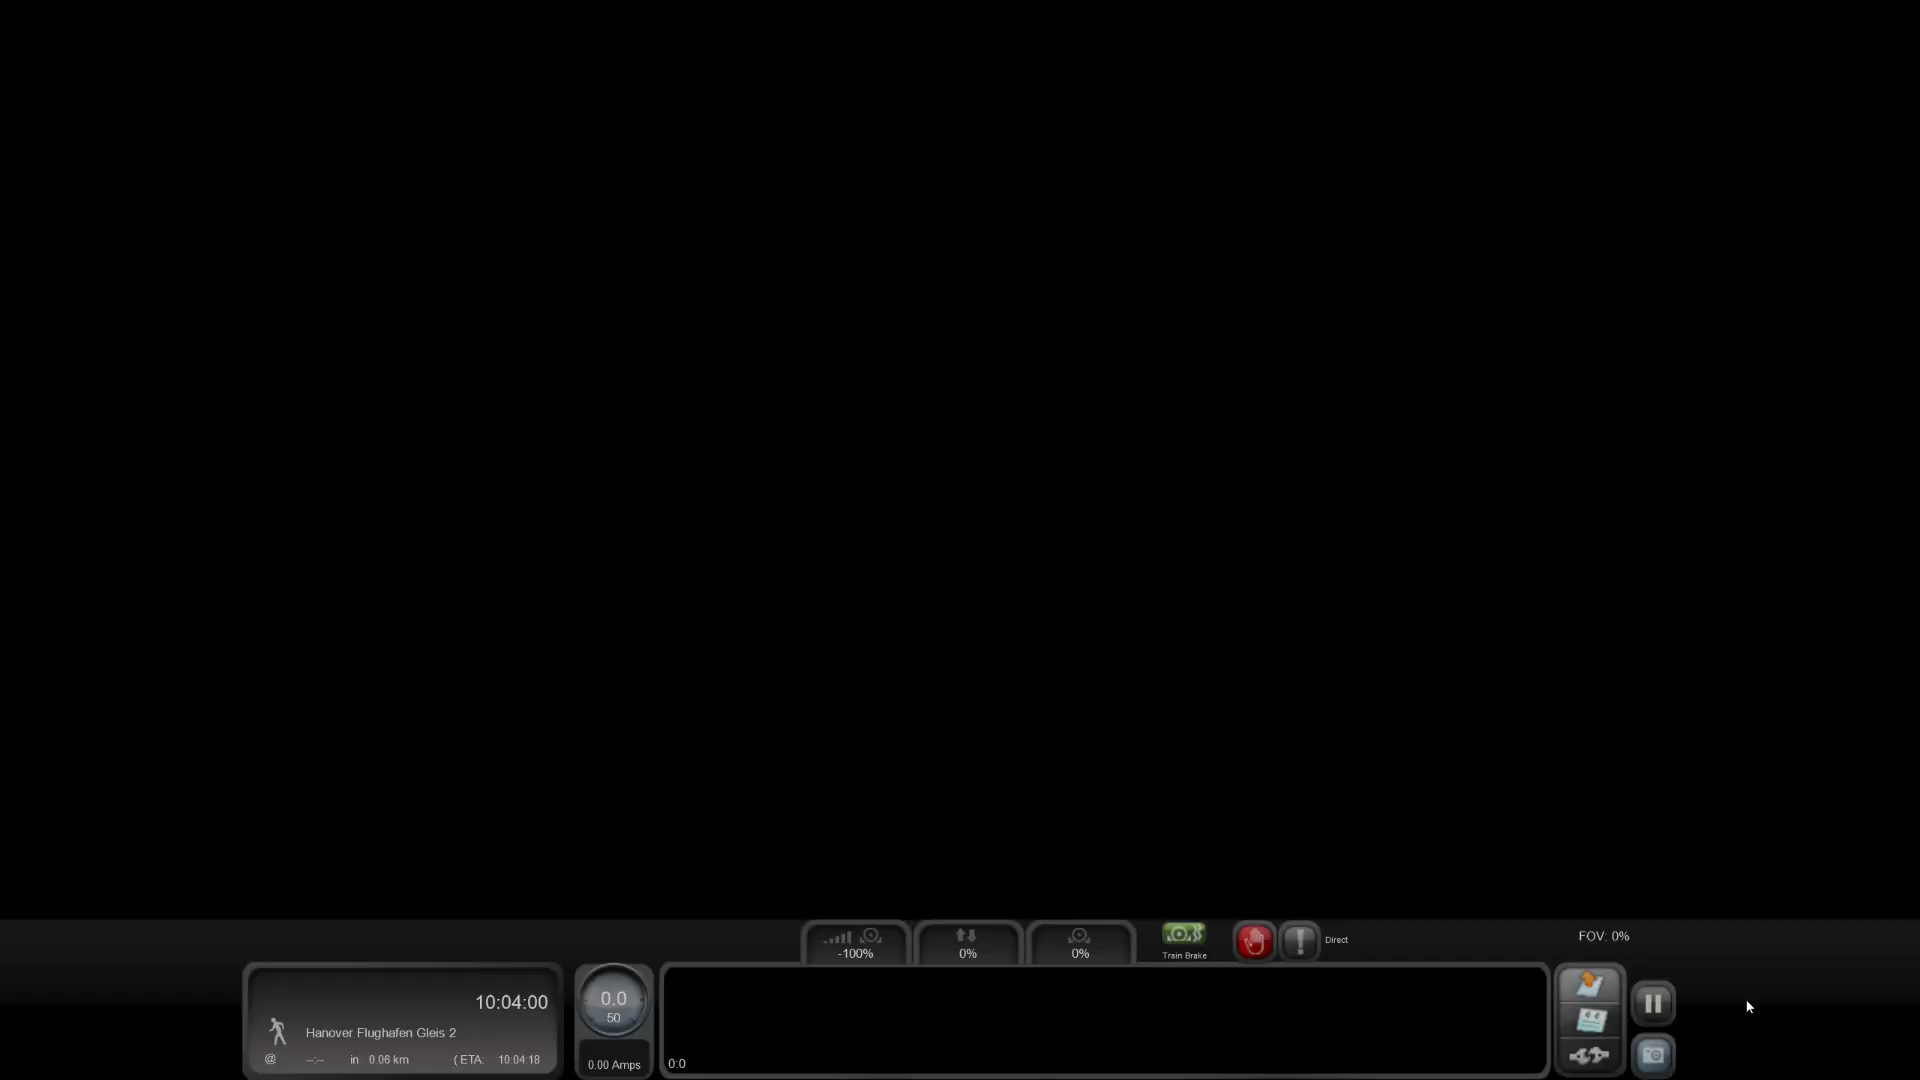 -100%
0%
0%
Train Brake
Direct
FOV: 0%
10:04:00
Hanover Flughafen Gleis 2
@ --:-- in 0.06 km ( ETA: 10:04:18
0.0
50
0.00 Amps
0:0